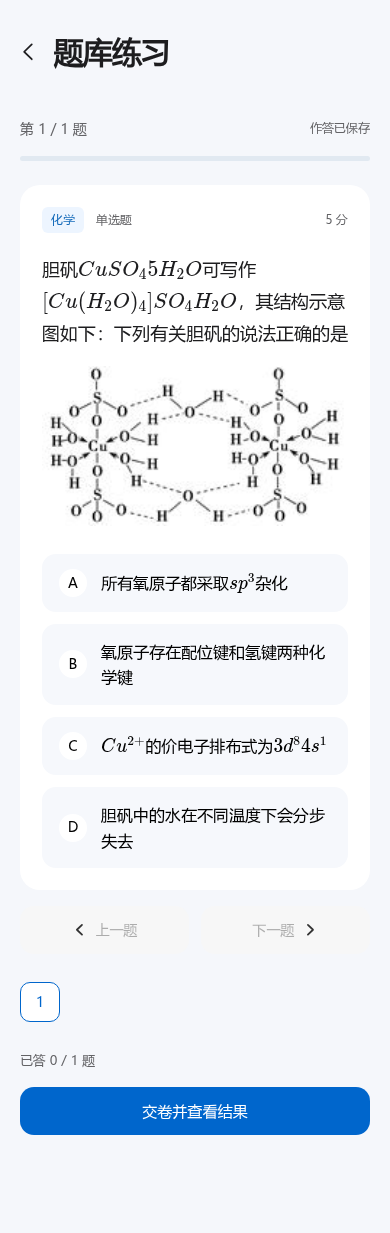 题库练习
第 1 / 1 题
作答已保存
化学 单选题 5 分
胆矾CuSO₄5H₂O可写作
[Cu(H₂O)₄]SO₄H₂O，其结构示意
图如下：下列有关胆矾的说法正确的是
A 所有氧原子都采取sp³杂化
B 氧原子存在配位键和氢键两种化
学键
C Cu²⁺的价电子排布式为3d⁸4s¹
D 胆矾中的水在不同温度下会分步
失去
上一题 下一题
1
已答 0 / 1 题
交卷并查看结果